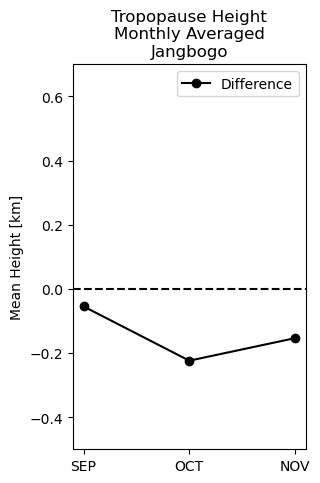 Tropopause Height
Monthly Averaged
Jangbogo
Difference
Mean Height [km]
0.6
0.4
0.2
0.0
−0.2
−0.4
SEP OCT NOV